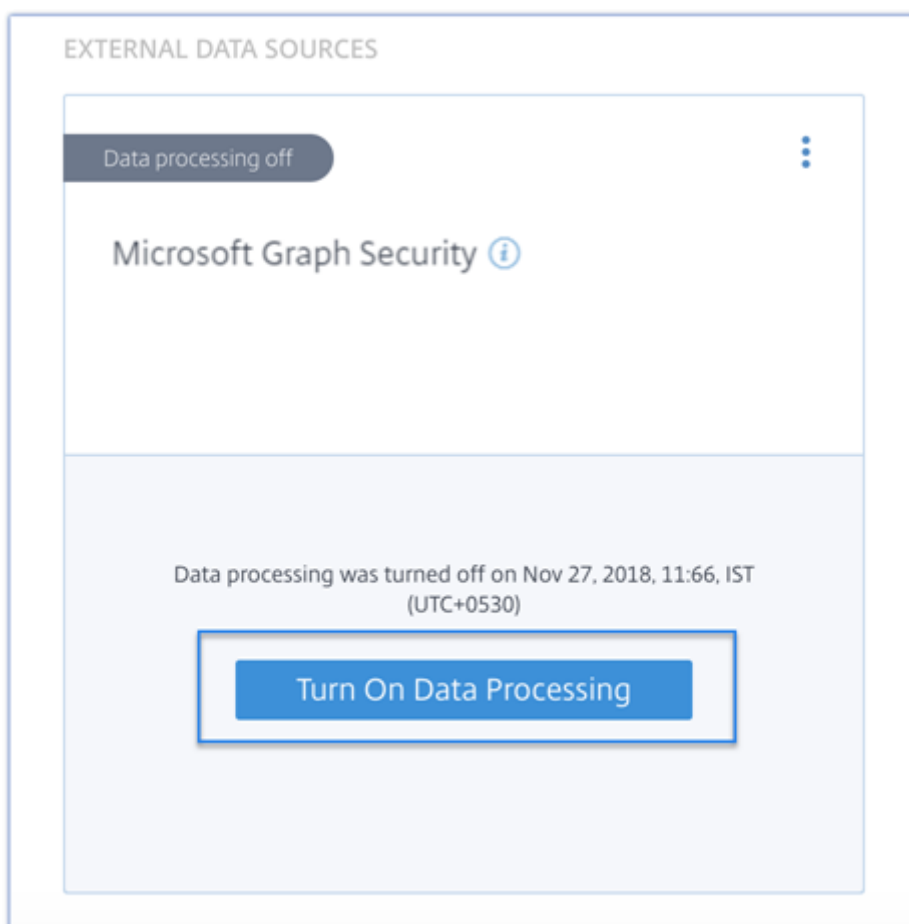 EXTERNAL DATA SOURCES
Data processing off
Microsoft Graph Security i
Data processing was turned off on Nov 27, 2018, 11:66, IST
(UTC+0530)
Turn On Data Processing